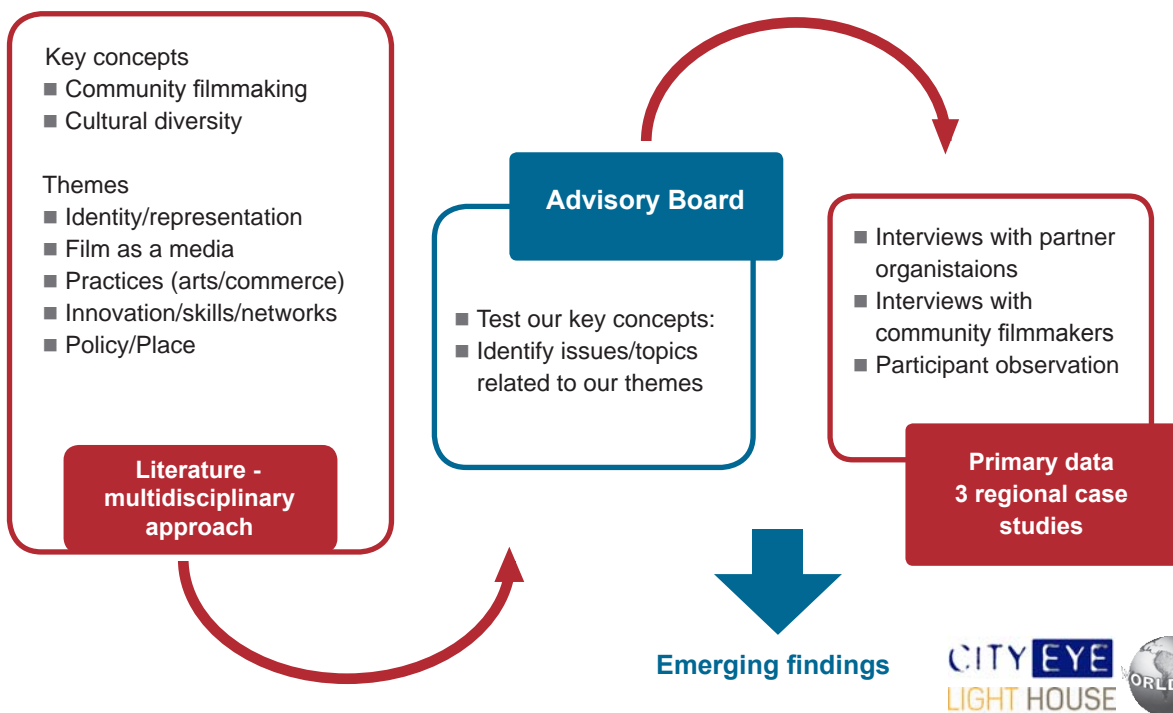 Key concepts
■ Community filmmaking
■ Cultural diversity
Themes
■ Identity/representation
■ Film as a media
■ Practices (arts/commerce)
■ Innovation/skills/networks
■ Policy/Place
Literature -
multidisciplinary
approach
Advisory Board
■ Test our key concepts:
■ Identify issues/topics
related to our themes
■ Interviews with partner
organistaions
■ Interviews with
community filmmakers
■ Participant observation
Primary data
3 regional case
studies
Emerging findings
CITY EYE
LIGHT HOUSE